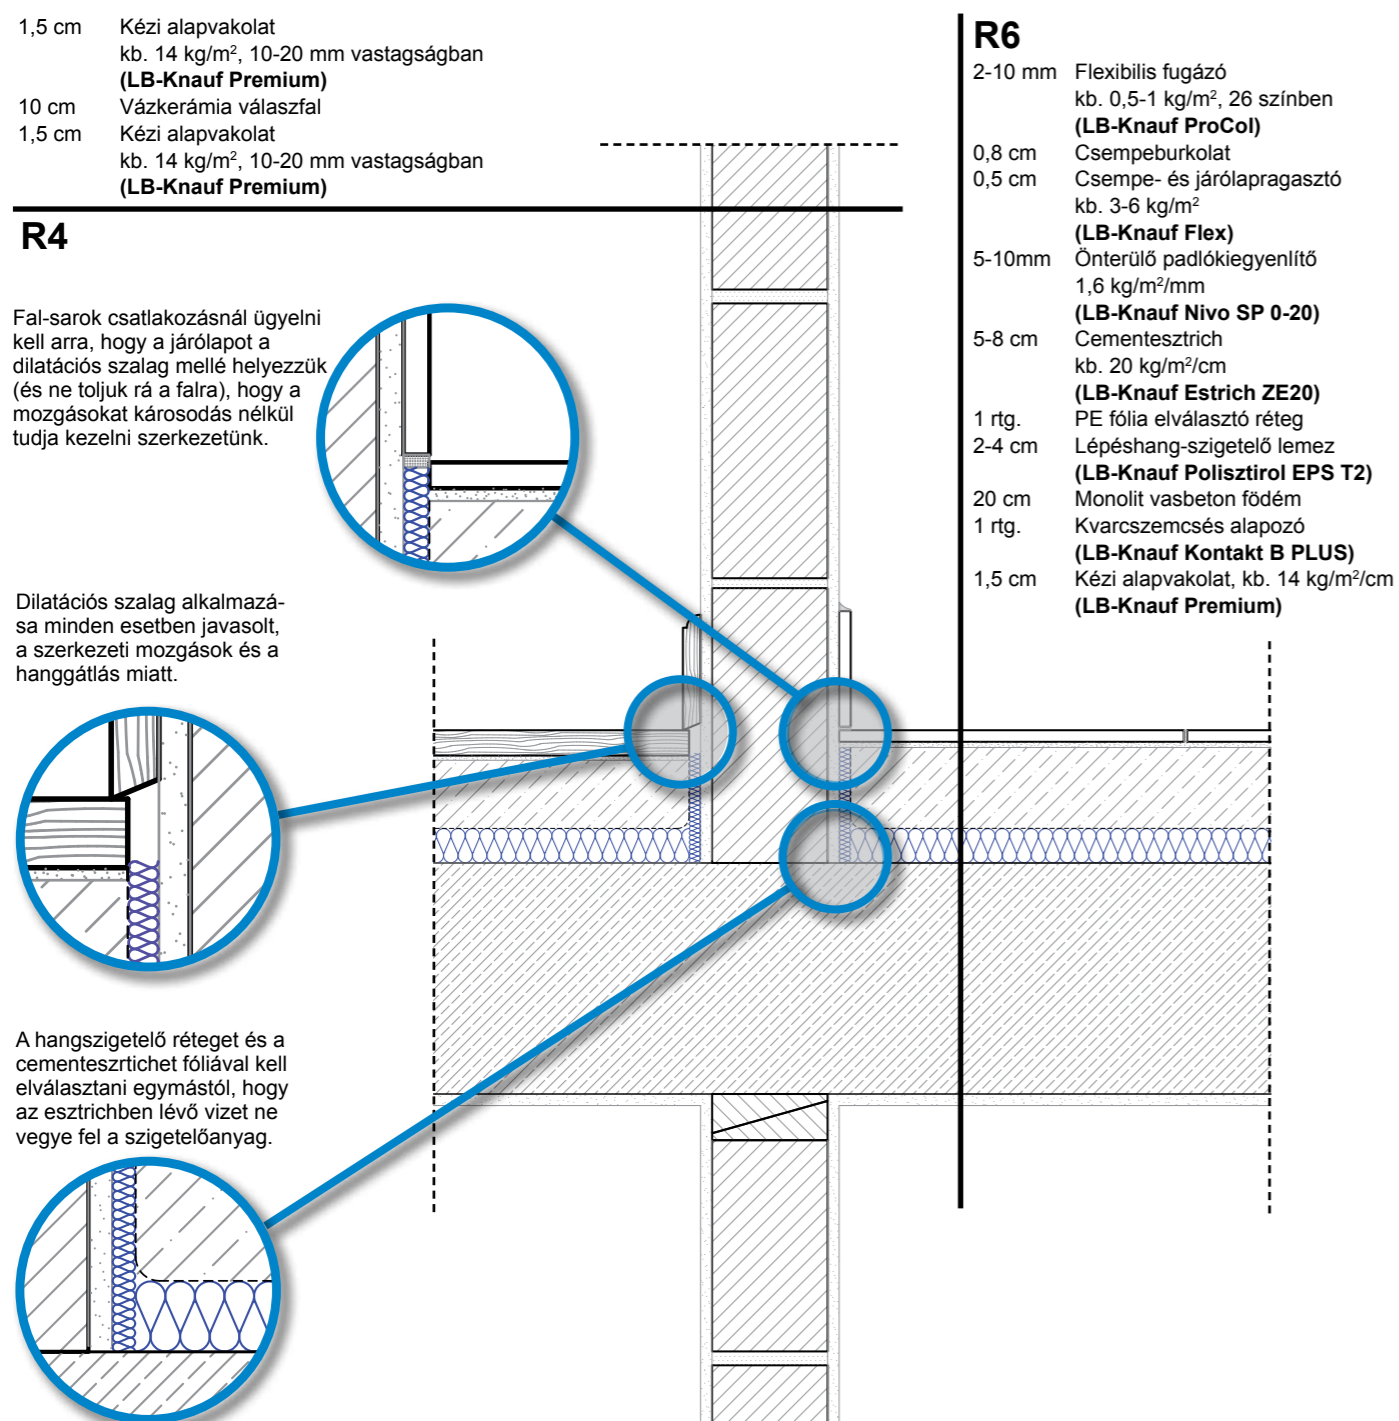 1,5 cm Kézi alapvakolat
kb. 14 kg/m², 10-20 mm vastagságban
(LB-Knauf Premium)
10 cm Vázkerámia válaszfal
1,5 cm Kézi alapvakolat
kb. 14 kg/m², 10-20 mm vastagságban
(LB-Knauf Premium)
R4
Fal-sarok csatlakozásnál ügyelni
kell arra, hogy a járólapot a
dilatációs szalag mellé helyezzük
(és ne toljuk rá a falra), hogy a
mozgásokat károsodás nélkül
tudja kezelni szerkezetünk.
Dilatációs szalag alkalmazá-
sa minden esetben javasolt,
a szerkezeti mozgások és a
hanggátlás miatt.
A hangszigetelő réteget és a
cementeszrtichet fóliával kell
elválasztani egymástól, hogy
az esztrichben lévő vizet ne
vegye fel a szigetelőanyag.
R6
2-10 mm Flexibilis fugázó
kb. 0,5-1 kg/m², 26 színben
(LB-Knauf ProCol)
0,8 cm Csempeburkolat
0,5 cm Csempe- és járólapragasztó
kb. 3-6 kg/m²
(LB-Knauf Flex)
5-10mm Önterülő padlókiegyenlítő
1,6 kg/m²/mm
(LB-Knauf Nivo SP 0-20)
5-8 cm Cementesztrich
kb. 20 kg/m²/cm
(LB-Knauf Estrich ZE20)
1 rtg. PE fólia elválasztó réteg
2-4 cm Lépéshang-szigetelő lemez
(LB-Knauf Polisztirol EPS T2)
20 cm Monolit vasbeton födém
1 rtg. Kvarcszemcsés alapozó
(LB-Knauf Kontakt B PLUS)
1,5 cm Kézi alapvakolat, kb. 14 kg/m²/cm
(LB-Knauf Premium)